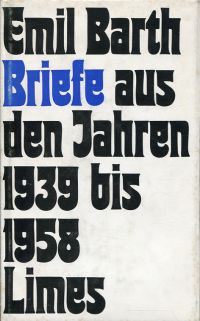 Emil Barth
Briefe aus
den Jahren
1939 bis
1958
Limes